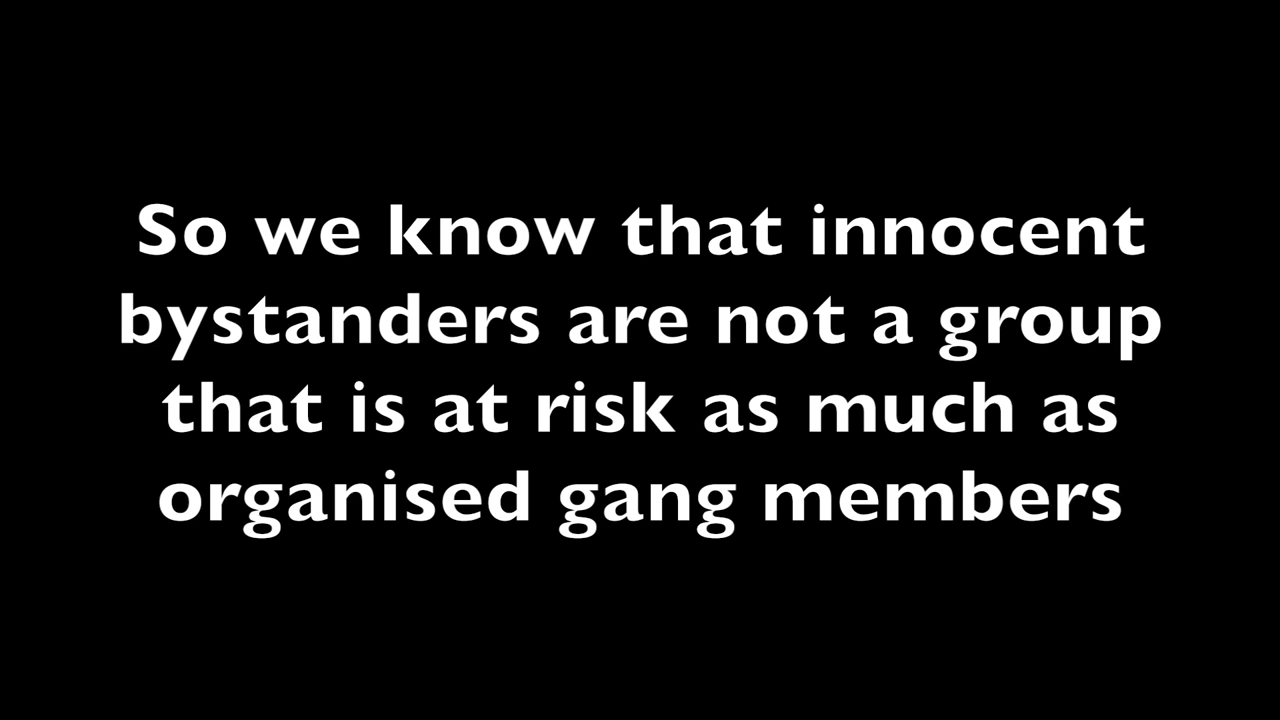 So we know that innocent
bystanders are not a group
that is at risk as much as
organised gang members